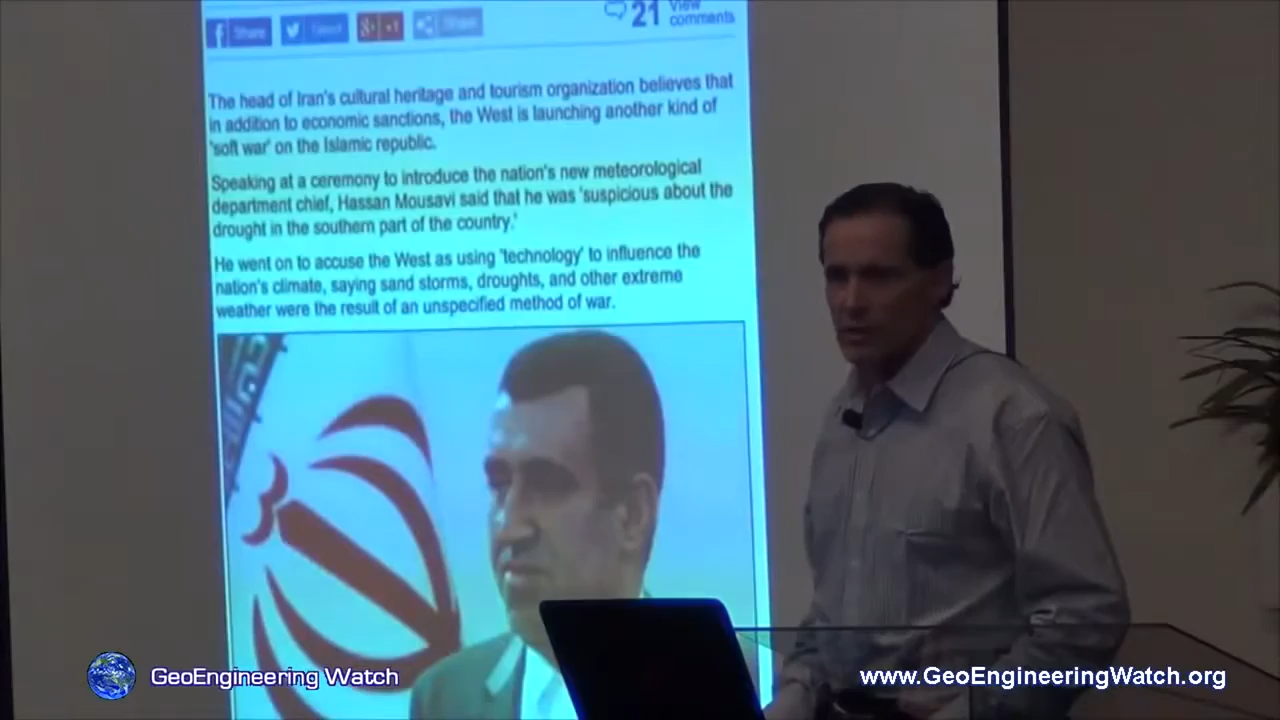 Share
Tweet
g+ +1
Share
21
View
comments
The head of Iran's cultural heritage and tourism organization believes that
in addition to economic sanctions, the West is launching another kind of
'soft war' on the Islamic republic.
Speaking at a ceremony to introduce the nation's new meteorological
department chief, Hassan Mousavi said that he was 'suspicious about the
drought in the southern part of the country.'
He went on to accuse the West as using 'technology' to influence the
nation's climate, saying sand storms, droughts, and other extreme
weather were the result of an unspecified method of war.
GeoEngineering Watch
www.GeoEngineeringWatch.org